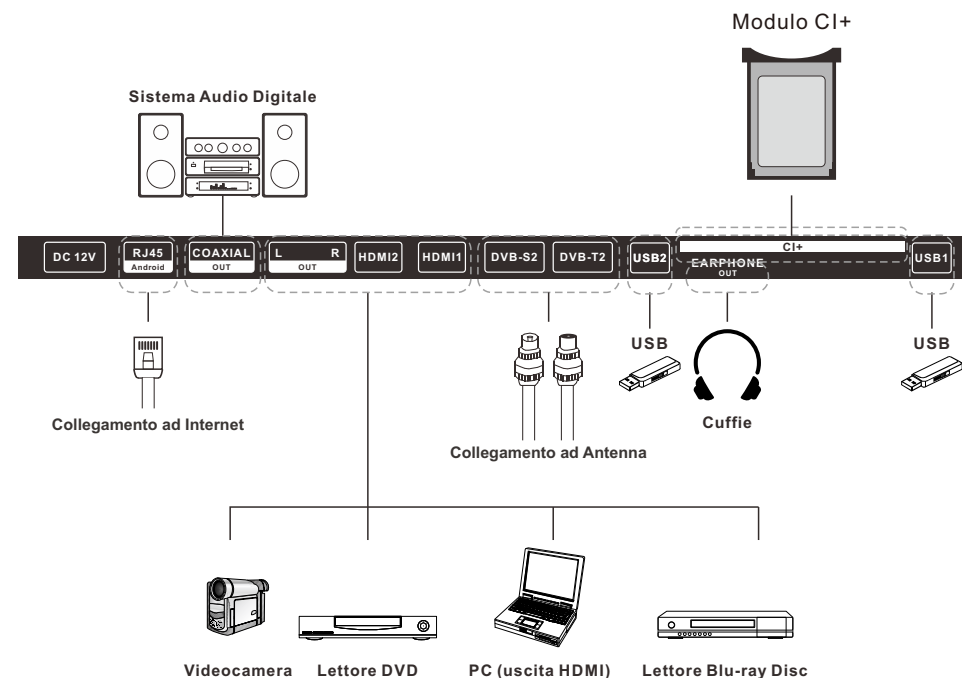 Modulo CI+
Sistema Audio Digitale
DC 12V
RJ45
Android
COAXIAL
OUT
L R
OUT
HDMI2
HDMI1
DVB-S2
DVB-T2
USB2
CI+
EARPHONE
OUT
USB1
USB
USB
Cuffie
Collegamento ad Internet
Collegamento ad Antenna
Videocamera
Lettore DVD
PC (uscita HDMI)
Lettore Blu-ray Disc